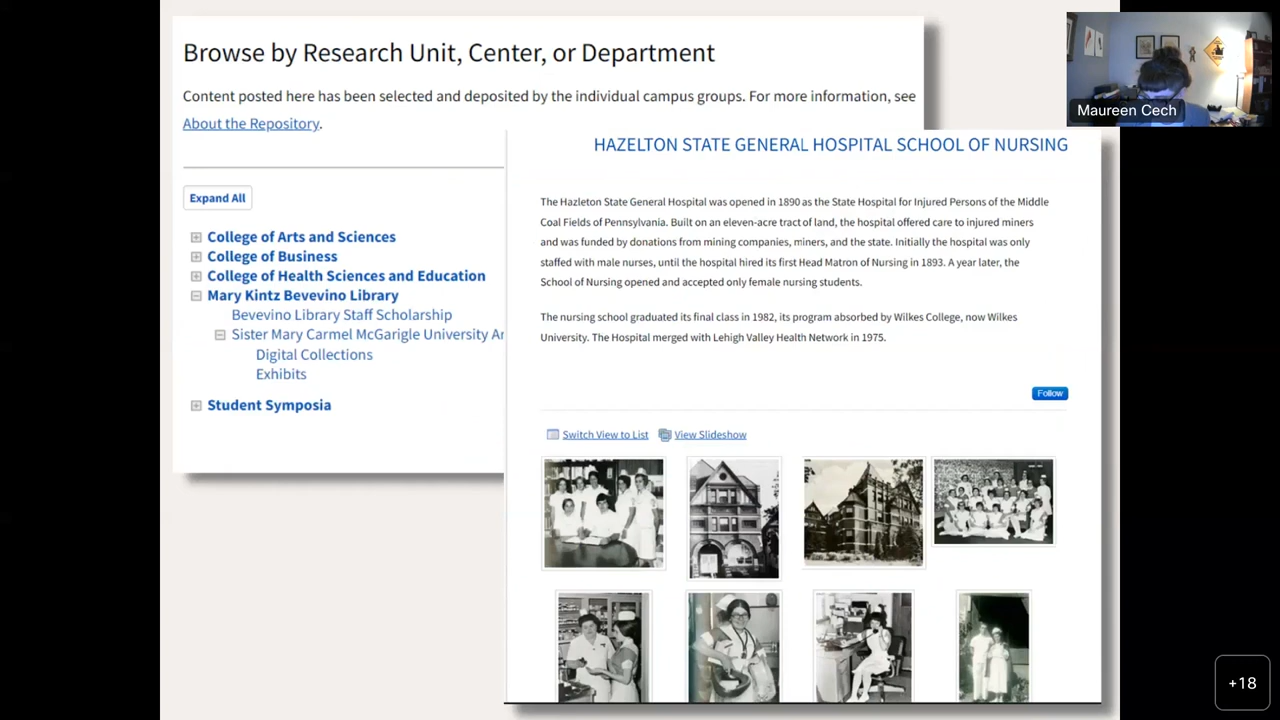 Browse by Research Unit, Center, or Department
Content posted here has been selected and deposited by the individual campus groups. For more information, see
About the Repository.
Expand All
College of Arts and Sciences
College of Business
College of Health Sciences and Education
Mary Kintz Bevevino Library
Bevevino Library Staff Scholarship
Sister Mary Carmel McGarigle University Ar
Digital Collections
Exhibits
Student Symposia
HAZELTON STATE GENERAL HOSPITAL SCHOOL OF NURSING
The Hazleton State General Hospital was opened in 1890 as the State Hospital for Injured Persons of the Middle
Coal Fields of Pennsylvania. Built on an eleven-acre tract of land, the hospital offered care to injured miners
and was funded by donations from mining companies, miners, and the state. Initially the hospital was only
staffed with male nurses, until the hospital hired its first Head Matron of Nursing in 1893. A year later, the
School of Nursing opened and accepted only female nursing students.
The nursing school graduated its final class in 1982, its program absorbed by Wilkes College, now Wilkes
University. The Hospital merged with Lehigh Valley Health Network in 1975.
Follow
Switch View to List
View Slideshow
Maureen Cech
+18